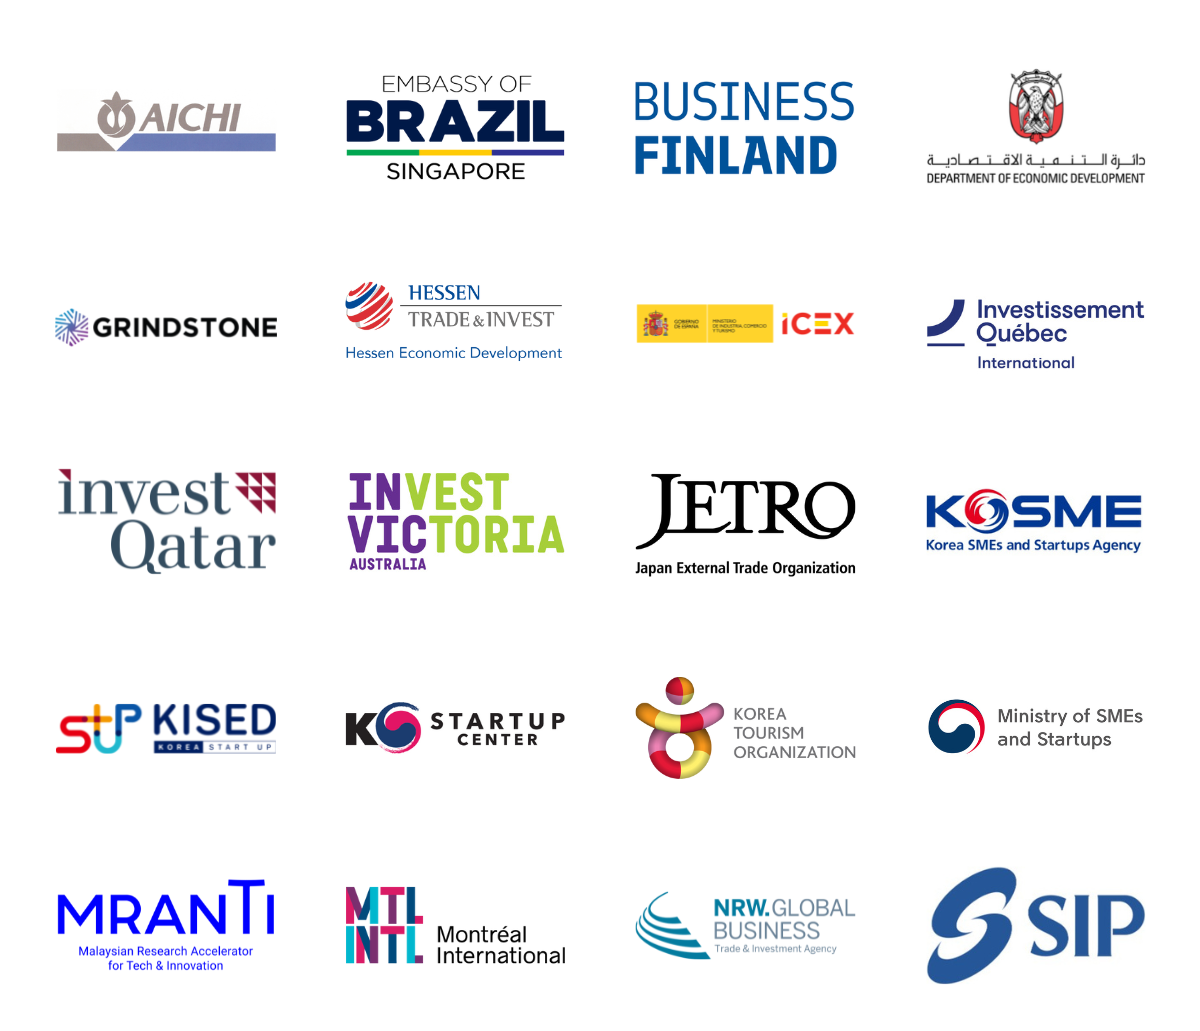 AICHI
EMBASSY OF
BRAZIL
SINGAPORE
BUSINESS
FINLAND
دائرة التنمية الاقتصادية
DEPARTMENT OF ECONOMIC DEVELOPMENT
GRINDSTONE
HESSEN
TRADE & INVEST
Hessen Economic Development
GOBIERNO
DE ESPAÑA
MINISTERIO
DE INDUSTRIA, COMERCIO
Y TURISMO
iCEX
Investissement
Québec
International
invest
Qatar
INVEST
VICTORIA
AUSTRALIA
JETRO
Japan External Trade Organization
KOSME
Korea SMEs and Startups Agency
StUP
KISED
KOREA START UP
K STARTUP
CENTER
KOREA
TOURISM
ORGANIZATION
Ministry of SMEs
and Startups
MRANTI
Malaysian Research Accelerator
for Tech & Innovation
MTL
INTL
Montréal
International
NRW.GLOBAL
BUSINESS
Trade & Investment Agency
SIP